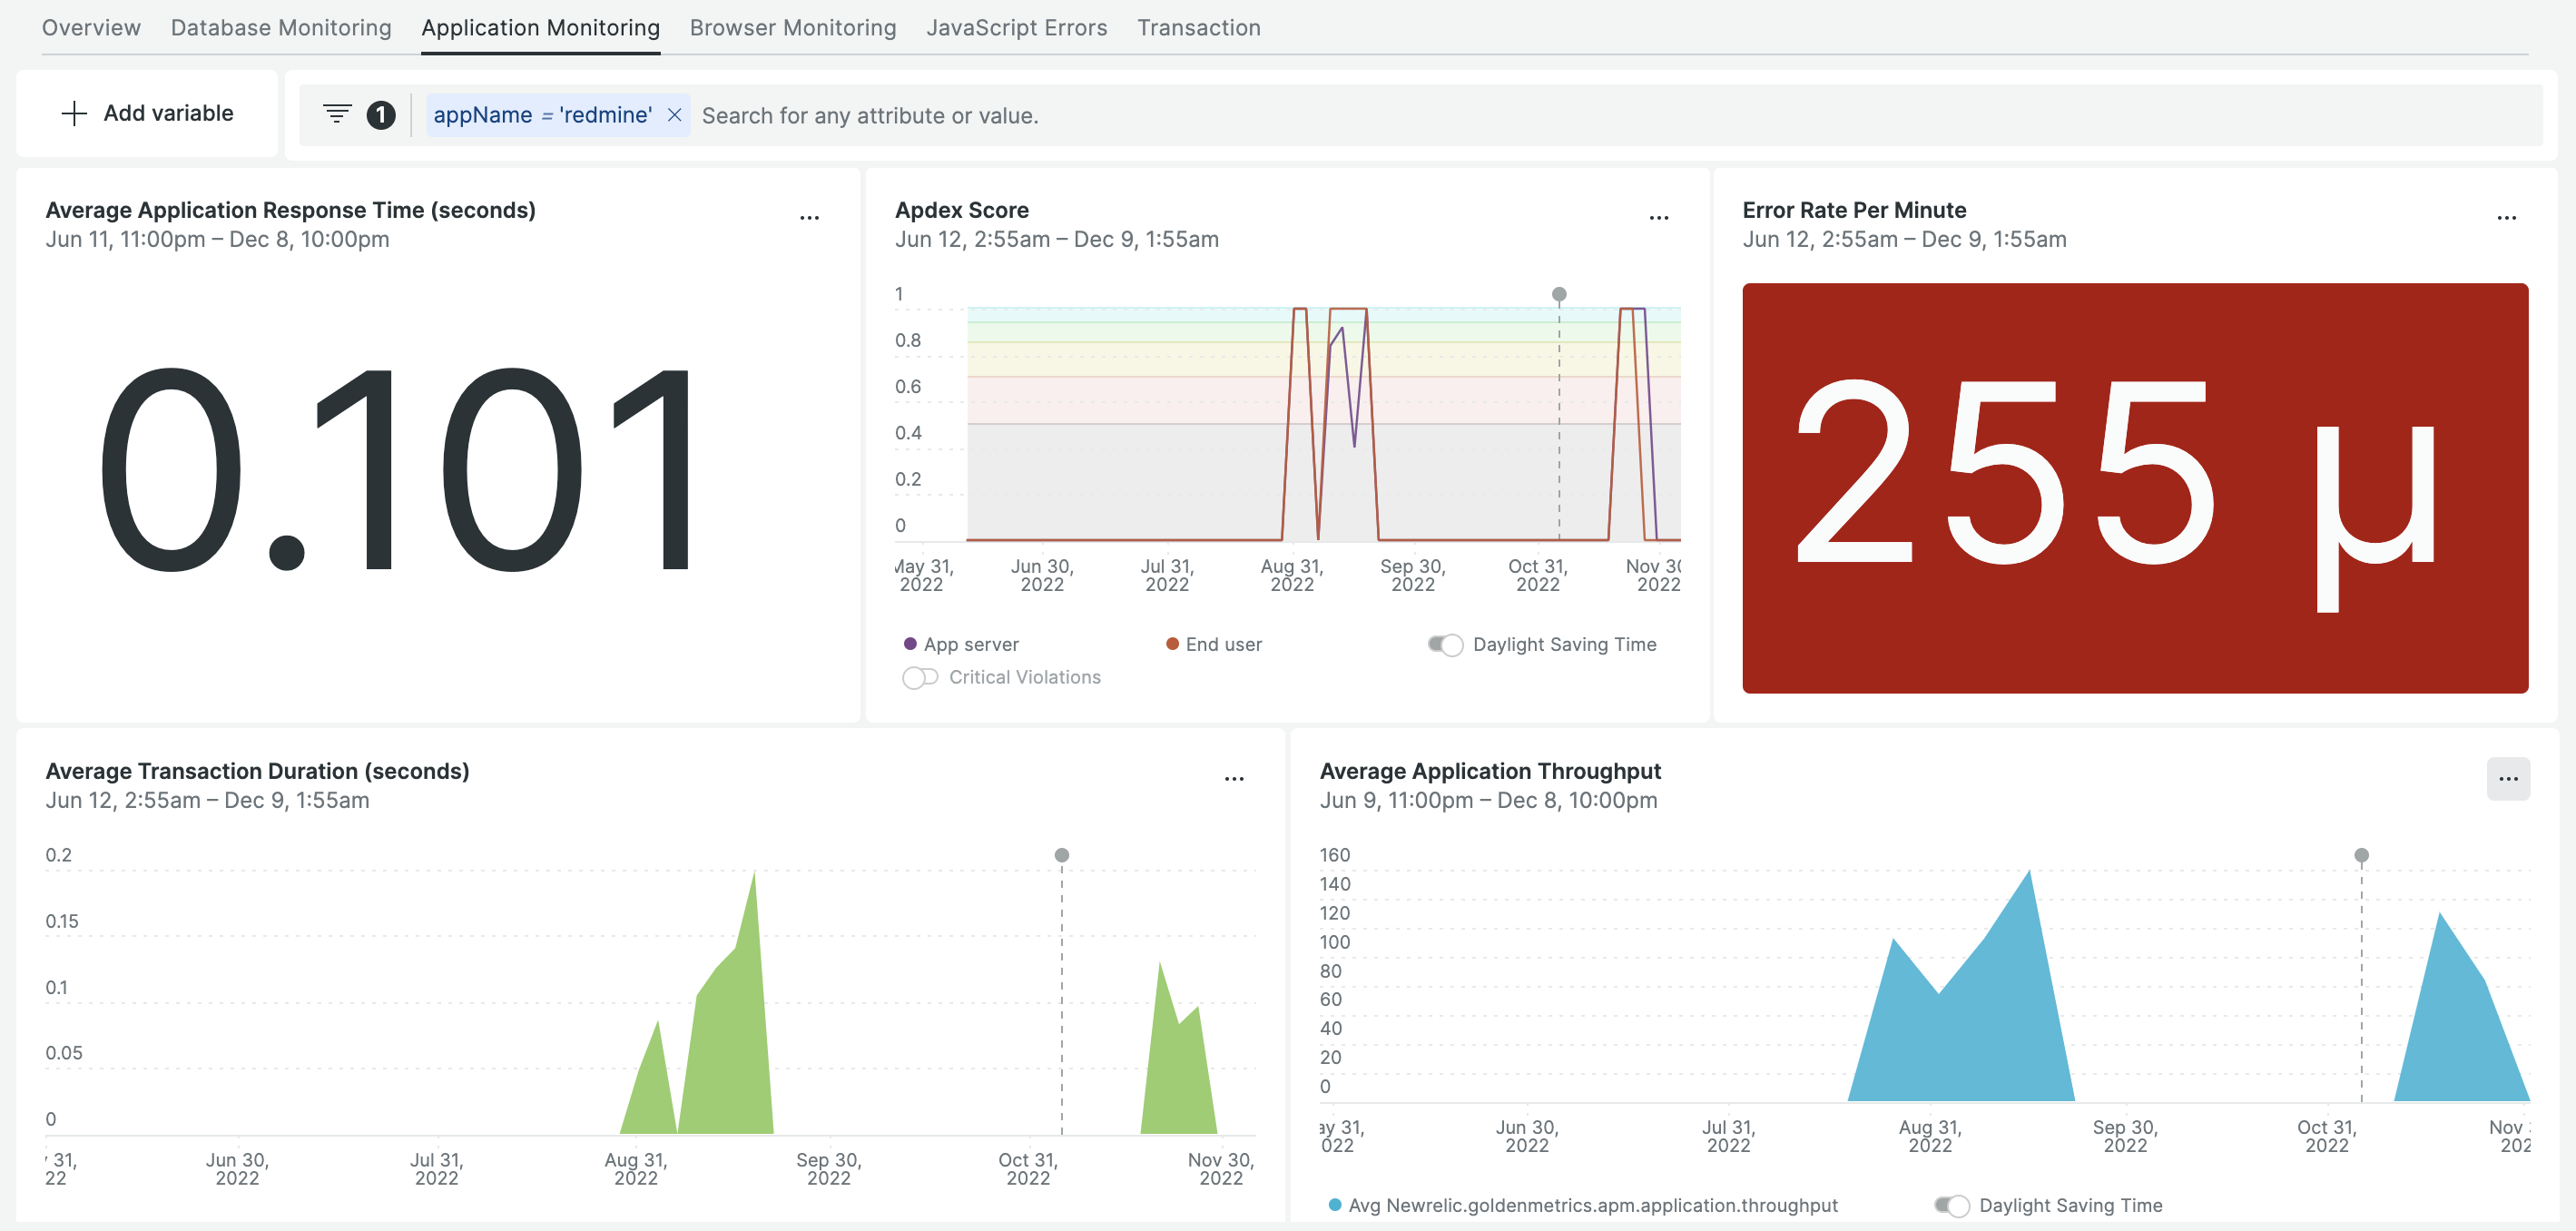 Overview Database Monitoring Application Monitoring Browser Monitoring JavaScript Errors Transaction
Add variable
1 appName = 'redmine' Search for any attribute or value.
Average Application Response Time (seconds)
Jun 11, 11:00pm – Dec 8, 10:00pm
0.101
Apdex Score
Jun 12, 2:55am – Dec 9, 1:55am
1
0.8
0.6
0.4
0.2
0
May 31, Jun 30, Jul 31, Aug 31, Sep 30, Oct 31, Nov 30
2022 2022 2022 2022 2022 2022 2022
App server End user Daylight Saving Time
Critical Violations
Error Rate Per Minute
Jun 12, 2:55am – Dec 9, 1:55am
255 µ
Average Transaction Duration (seconds)
Jun 12, 2:55am – Dec 9, 1:55am
0.2
0.15
0.1
0.05
0
31, Jun 30, Jul 31, Aug 31, Sep 30, Oct 31, Nov 30,
22 2022 2022 2022 2022 2022 2022
Average Application Throughput
Jun 9, 11:00pm – Dec 8, 10:00pm
160
140
120
100
80
60
40
20
0
ay 31, Jun 30, Jul 31, Aug 31, Sep 30, Oct 31, Nov
022 2022 2022 2022 2022 2022 202
Avg Newrelic.goldenmetrics.apm.application.throughput Daylight Saving Time